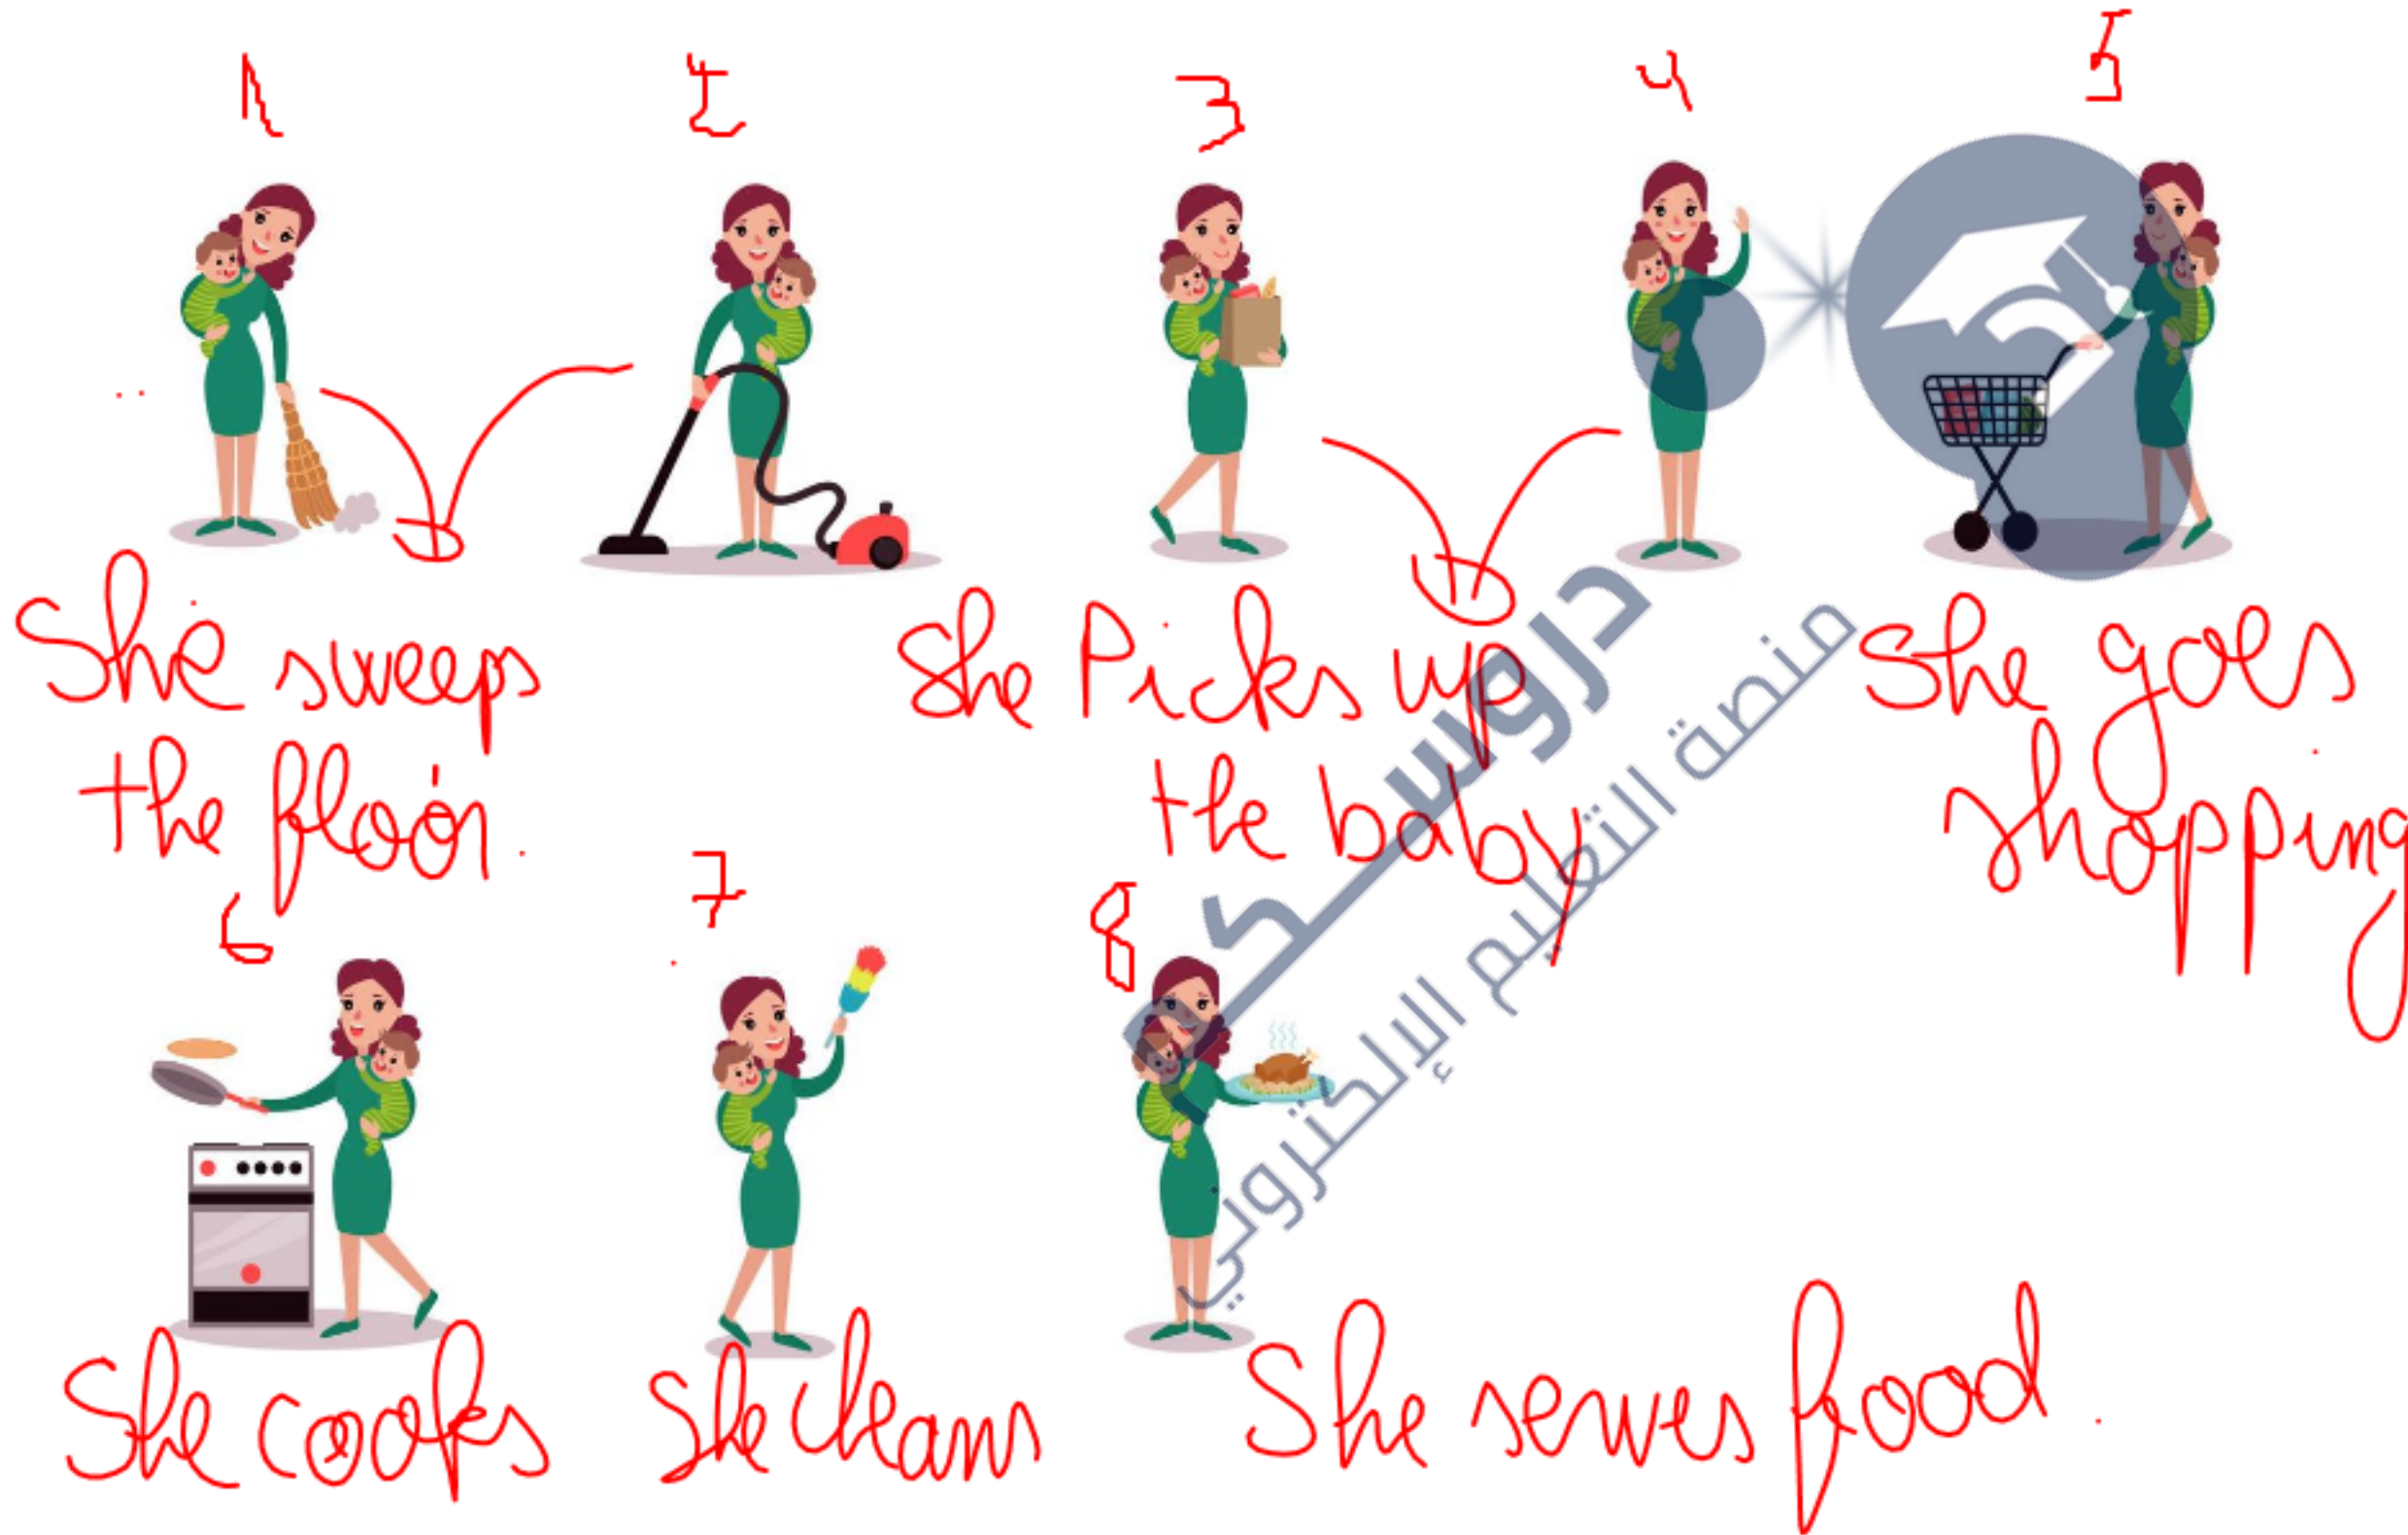 1
2
3
4
5
She sweeps
the floor.
She Picks up
the baby
She goes
shopping
6
7
8
She cooks
She cleans
She serves food.
دروسكم
منصة التعليم الإلكتروني